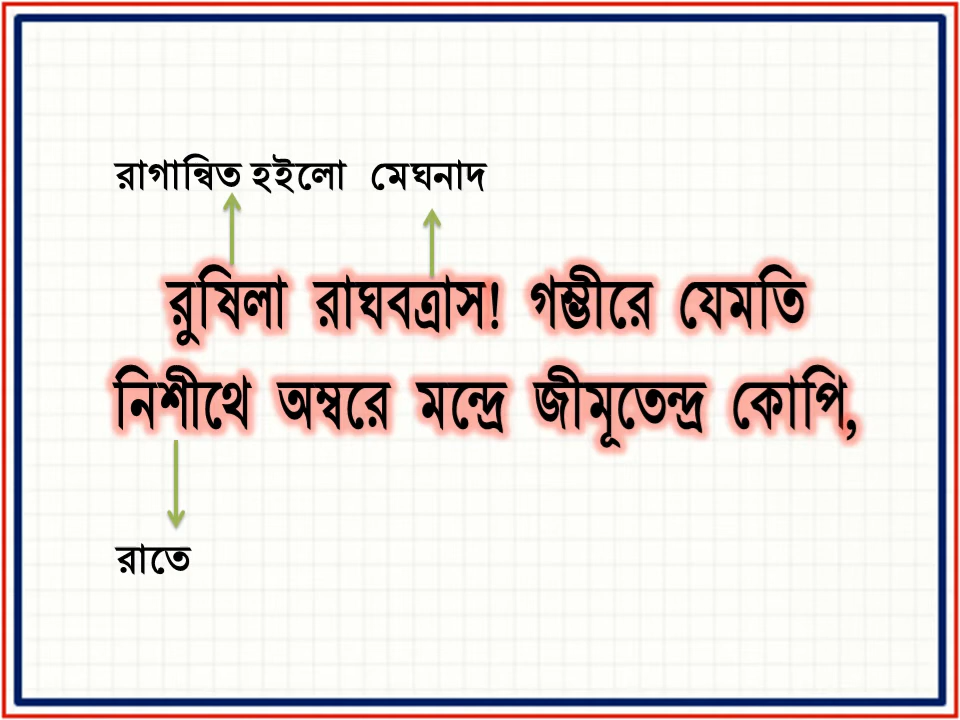 রাগান্বিত হইলো মেঘনাদ
রুষিলা রাঘবত্রাস! গম্ভীরে যেমতি
নিশীথে অম্বরে মন্দ্রে জীমূতেন্দ্র কোপি,
রাতে